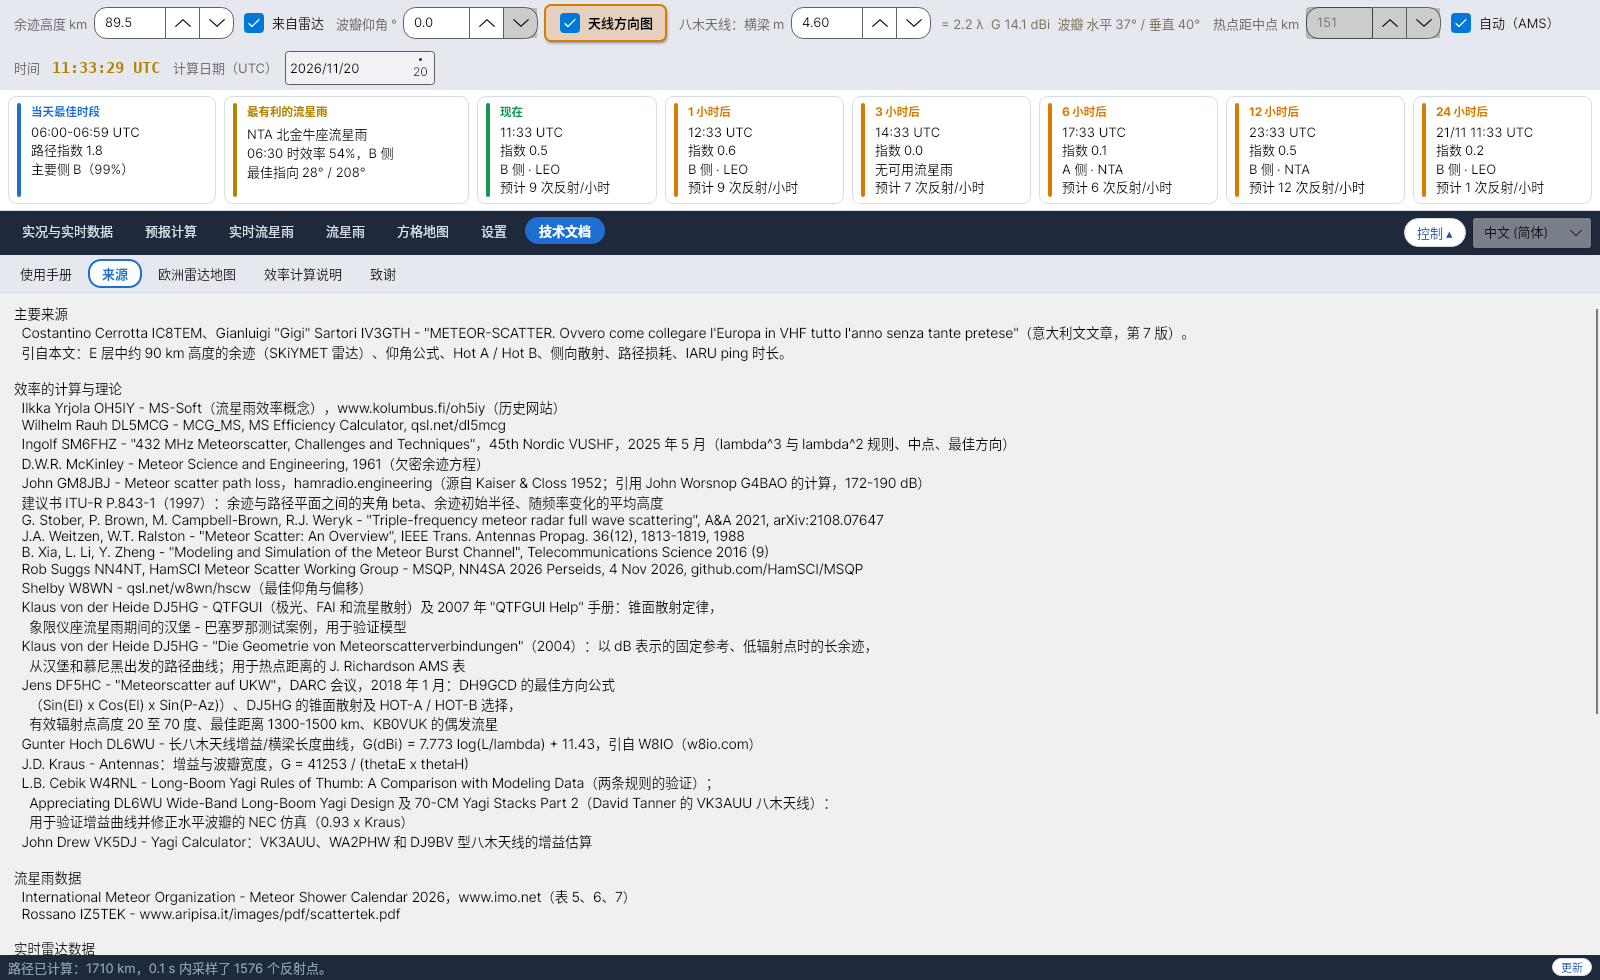 余迹高度 km 89.5 来自雷达 波瓣仰角 ° 0.0 天线方向图 八木天线：横梁 m 4.60 = 2.2 λ G 14.1 dBi 波瓣 水平 37° / 垂直 40° 热点距中点 km 151 自动（AMS）
时间 11:33:29 UTC 计算日期（UTC） 2026/11/20 20
当天最佳时段
06:00-06:59 UTC
路径指数 1.8
主要侧 B（99%）
最有利的流星雨
NTA 北金牛座流星雨
06:30 时效率 54%，B 侧
最佳指向 28° / 208°
现在
11:33 UTC
指数 0.5
B 侧 · LEO
预计 9 次反射/小时
1 小时后
12:33 UTC
指数 0.6
B 侧 · LEO
预计 9 次反射/小时
3 小时后
14:33 UTC
指数 0.0
无可用流星雨
预计 7 次反射/小时
6 小时后
17:33 UTC
指数 0.1
A 侧 · NTA
预计 6 次反射/小时
12 小时后
23:33 UTC
指数 0.5
B 侧 · NTA
预计 12 次反射/小时
24 小时后
21/11 11:33 UTC
指数 0.2
B 侧 · LEO
预计 1 次反射/小时
实况与实时数据 预报计算 实时流星雨 流星雨 方格地图 设置 技术文档 控制 ▴ 中文 (简体)
使用手册 来源 欧洲雷达地图 效率计算说明 致谢
主要来源
Costantino Cerrotta IC8TEM、Gianluigi "Gigi" Sartori IV3GTH - "METEOR-SCATTER. Ovvero come collegare l'Europa in VHF tutto l'anno senza tante pretese"（意大利文文章，第 7 版）。
引自本文：E 层中约 90 km 高度的余迹（SKiYMET 雷达）、仰角公式、Hot A / Hot B、侧向散射、路径损耗、IARU ping 时长。
效率的计算与理论
Ilkka Yrjola OH5IY - MS-Soft（流星雨效率概念），www.kolumbus.fi/oh5iy（历史网站）
Wilhelm Rauh DL5MCG - MCG_MS, MS Efficiency Calculator, qsl.net/dl5mcg
Ingolf SM6FHZ - "432 MHz Meteorscatter, Challenges and Techniques"，45th Nordic VUSHF，2025 年 5 月（lambda^3 与 lambda^2 规则、中点、最佳方向）
D.W.R. McKinley - Meteor Science and Engineering, 1961（欠密余迹方程）
John GM8JBJ - Meteor scatter path loss，hamradio.engineering（源自 Kaiser & Closs 1952；引用 John Worsnop G4BAO 的计算，172-190 dB）
建议书 ITU-R P.843-1（1997）：余迹与路径平面之间的夹角 beta、余迹初始半径、随频率变化的平均高度
G. Stober, P. Brown, M. Campbell-Brown, R.J. Weryk - "Triple-frequency meteor radar full wave scattering", A&A 2021, arXiv:2108.07647
J.A. Weitzen, W.T. Ralston - "Meteor Scatter: An Overview", IEEE Trans. Antennas Propag. 36(12), 1813-1819, 1988
B. Xia, L. Li, Y. Zheng - "Modeling and Simulation of the Meteor Burst Channel", Telecommunications Science 2016 (9)
Rob Suggs NN4NT, HamSCI Meteor Scatter Working Group - MSQP, NN4SA 2026 Perseids, 4 Nov 2026, github.com/HamSCI/MSQP
Shelby W8WN - qsl.net/w8wn/hscw（最佳仰角与偏移）
Klaus von der Heide DJ5HG - QTFGUI（极光、FAI 和流星散射）及 2007 年 "QTFGUI Help" 手册：锥面散射定律，
象限仪座流星雨期间的汉堡 - 巴塞罗那测试案例，用于验证模型
Klaus von der Heide DJ5HG - "Die Geometrie von Meteorscatterverbindungen"（2004）：以 dB 表示的固定参考、低辐射点时的长余迹，
从汉堡和慕尼黑出发的路径曲线；用于热点距离的 J. Richardson AMS 表
Jens DF5HC - "Meteorscatter auf UKW"，DARC 会议，2018 年 1 月：DH9GCD 的最佳方向公式
（Sin(El) x Cos(El) x Sin(P-Az)）、DJ5HG 的锥面散射及 HOT-A / HOT-B 选择，
有效辐射点高度 20 至 70 度、最佳距离 1300-1500 km、KB0VUK 的偶发流星
Gunter Hoch DL6WU - 长八木天线增益/横梁长度曲线，G(dBi) = 7.773 log(L/lambda) + 11.43，引自 W8IO（w8io.com）
J.D. Kraus - Antennas：增益与波瓣宽度，G = 41253 / (thetaE x thetaH)
L.B. Cebik W4RNL - Long-Boom Yagi Rules of Thumb: A Comparison with Modeling Data（两条规则的验证）；
Appreciating DL6WU Wide-Band Long-Boom Yagi Design 及 70-CM Yagi Stacks Part 2（David Tanner 的 VK3AUU 八木天线）：
用于验证增益曲线并修正水平波瓣的 NEC 仿真（0.93 x Kraus）
John Drew VK5DJ - Yagi Calculator：VK3AUU、WA2PHW 和 DJ9BV 型八木天线的增益估算
流星雨数据
International Meteor Organization - Meteor Shower Calendar 2026，www.imo.net（表 5、6、7）
Rossano IZ5TEK - www.aripisa.it/images/pdf/scattertek.pdf
实时雷达数据
路径已计算：1710 km，0.1 s 内采样了 1576 个反射点。 更新